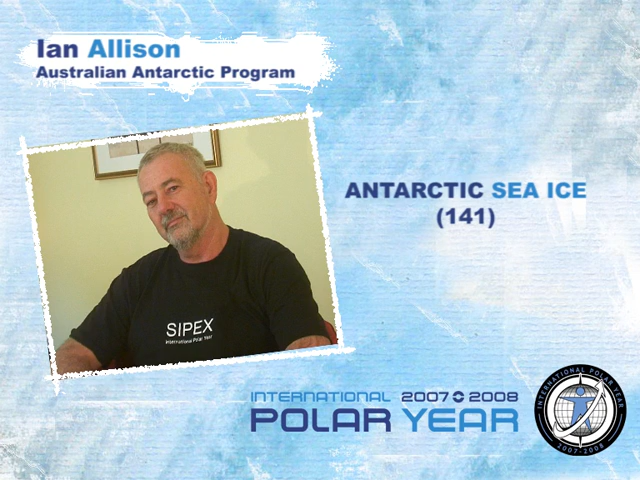 Ian Allison
Australian Antarctic Program
ANTARCTIC SEA ICE
(141)
SIPEX
International Polar Year
INTERNATIONAL 2007 2008
POLAR YEAR
INTERNATIONAL POLAR YEAR
2007-2008